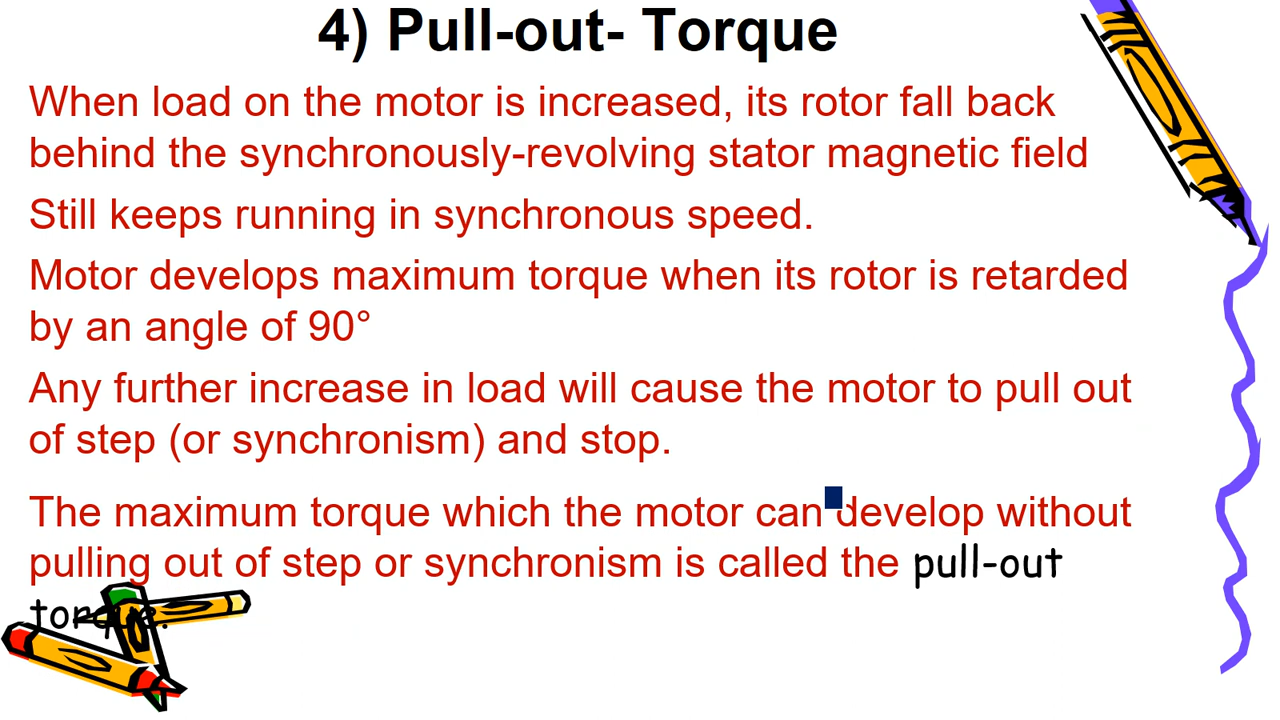 4) Pull-out- Torque
When load on the motor is increased, its rotor fall back
behind the synchronously-revolving stator magnetic field
Still keeps running in synchronous speed.
Motor develops maximum torque when its rotor is retarded
by an angle of 90°
Any further increase in load will cause the motor to pull out
of step (or synchronism) and stop.
The maximum torque which the motor can develop without
pulling out of step or synchronism is called the pull-out
torque.